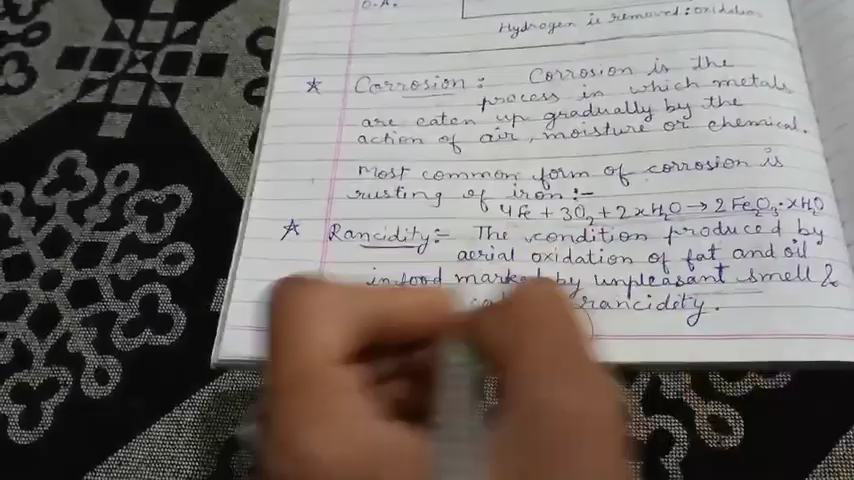 O.A.
Hydrogen is removed : oxidation
☆ Corrosion : Corrosion is the
process in which metals
are eaten up gradually by the
action of air, moisture or chemical.
Most common form of corrosion is
rusting of iron :-
4Fe + 3O₂ + 2xH₂O → 2Fe₂O₃·xH₂O
☆ Rancidity :- The condition produced by
aerial oxidation of fat and oil
in food marked by unpleasant smell &
rancidity.